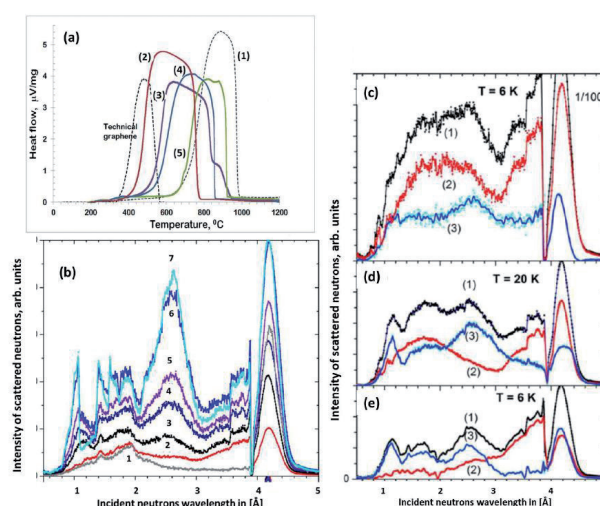 (a)
Heat flow, μV/mg
5
4
3
2
1
0
(2)
(1)
(4)
(3)
(5)
Technical
graphene
0 200 400 600 800 1000 1200
Temperature, ⁰C
(b)
Intensity of scattered neutrons, arb. units
7
6
5
4
3
2
1
1 2 3 4 5
Incident neutrons wavelength in [Å]
Intensity of scattered neutrons, arb. units
(c)
T = 6 K
1/100
(1)
(2)
(3)
(d)
T = 20 K
(1)
(3)
(2)
(e)
T = 6 K
(1)
(3)
(2)
0
1 2 3 4
Incident neutrons wavelength in [Å]